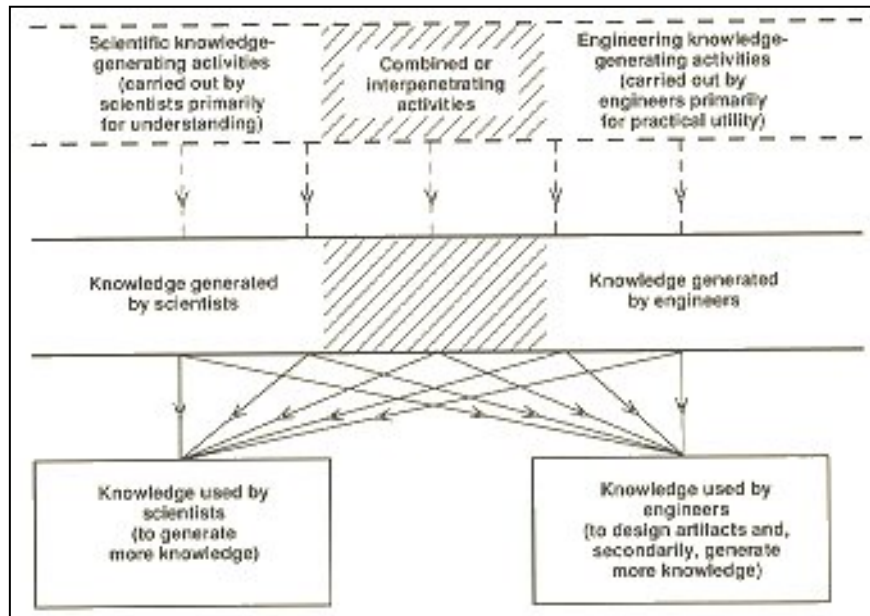 Scientific knowledge-
generating activities
(carried out by
scientists primarily
for understanding)
Combined or
interpenetrating
activities
Engineering knowledge-
generating activities
(carried out by
engineers primarily
for practical utility)
Knowledge generated
by scientists
Knowledge generated
by engineers
Knowledge used by
scientists
(to generate
more knowledge)
Knowledge used by
engineers
(to design artifacts and,
secondarily, generate
more knowledge)